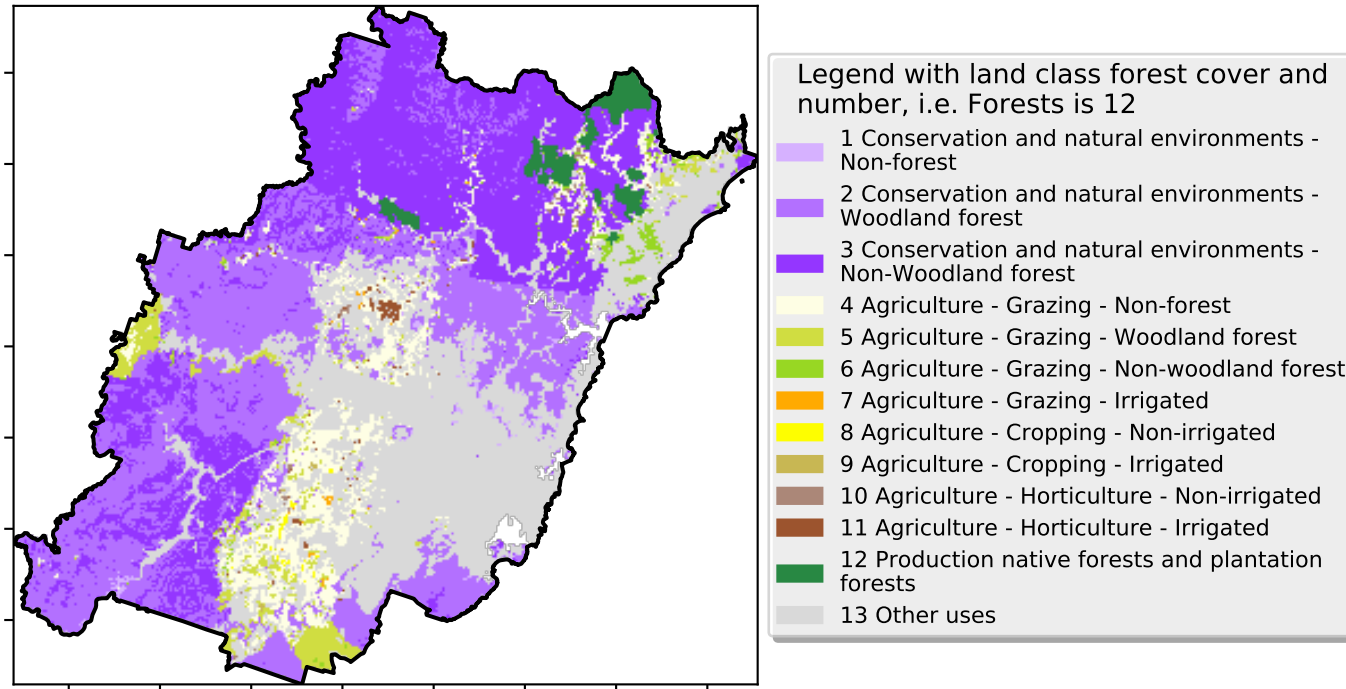 Legend with land class forest cover and
number, i.e. Forests is 12
1 Conservation and natural environments -
Non-forest
2 Conservation and natural environments -
Woodland forest
3 Conservation and natural environments -
Non-Woodland forest
4 Agriculture - Grazing - Non-forest
5 Agriculture - Grazing - Woodland forest
6 Agriculture - Grazing - Non-woodland forest
7 Agriculture - Grazing - Irrigated
8 Agriculture - Cropping - Non-irrigated
9 Agriculture - Cropping - Irrigated
10 Agriculture - Horticulture - Non-irrigated
11 Agriculture - Horticulture - Irrigated
12 Production native forests and plantation
forests
13 Other uses